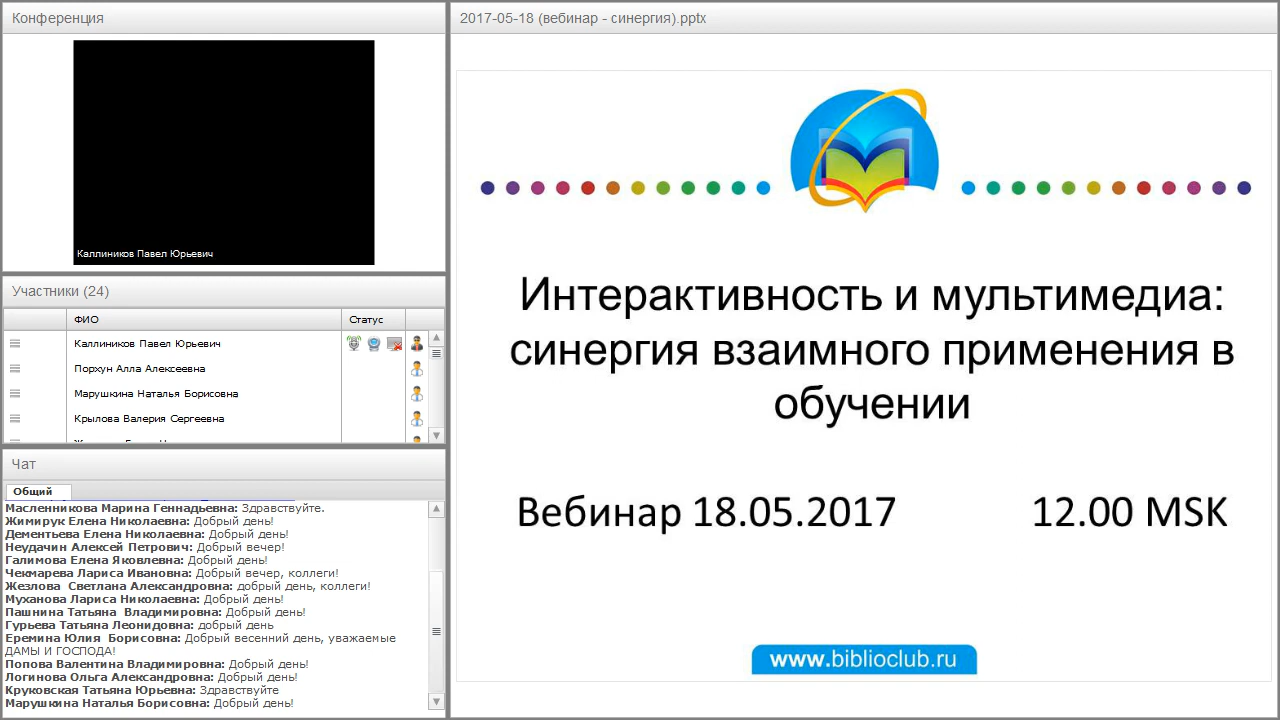 Конференция
Каллиников Павел Юрьевич
Участники (24)
ФИО
Статус
Каллиников Павел Юрьевич
Порхун Алла Алексеевна
Марушкина Наталья Борисовна
Крылова Валерия Сергеевна
Чат
Общий
Масленникова Марина Геннадьевна: Здравствуйте.
Жимирук Елена Николаевна: Добрый день!
Дементьева Елена Николаевна: Добрый день!
Неудачин Алексей Петрович: Добрый вечер!
Галимова Елена Яковлевна: Добрый день!
Чекмарева Лариса Ивановна: Добрый вечер, коллеги!
Жезлова  Светлана Александровна: добрый день, коллеги!
Муханова Лариса Николаевна: Добрый день!
Пашнина Татьяна  Владимировна: Добрый день!
Гурьева Татьяна Леонидовна: добрый день
Еремина Юлия  Борисовна: Добрый весенний день, уважаемые
ДАМЫ И ГОСПОДА!
Попова Валентина Владимировна: Добрый день!
Логинова Ольга Александровна: Добрый день!
Круковская Татьяна Юрьевна: Здравствуйте
Марушкина Наталья Борисовна: Добрый день!
2017-05-18 (вебинар - синергия).pptx
Интерактивность и мультимедиа:
синергия взаимного применения в
обучении
Вебинар 18.05.2017 12.00 MSK
www.biblioclub.ru